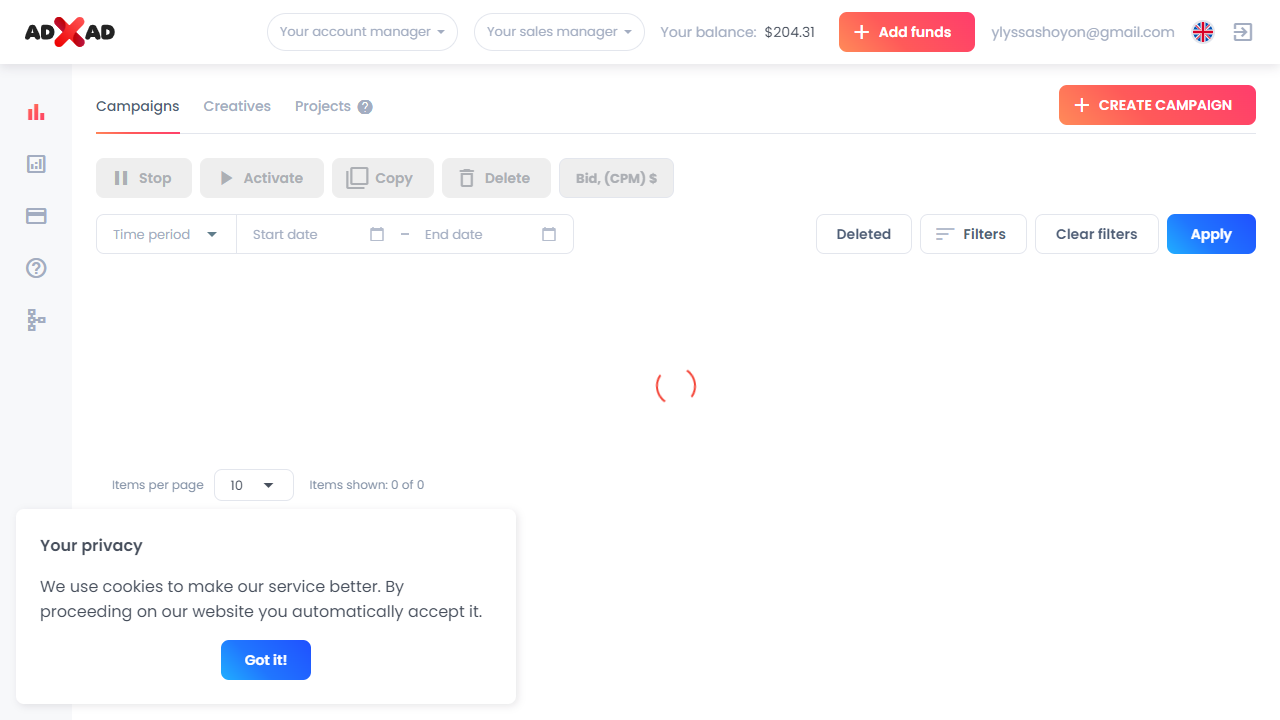 ADXAD
Your account manager
Your sales manager
Your balance: $204.31
Add funds
ylyssashoyon@gmail.com
Campaigns
Creatives
Projects ?
CREATE CAMPAIGN
Stop
Activate
Copy
Delete
Bid, (CPM) $
Time period
Start date
–
End date
Deleted
Filters
Clear filters
Apply
Items per page
10
Items shown: 0 of 0
Your privacy
We use cookies to make our service better. By
proceeding on our website you automatically accept it.
Got it!